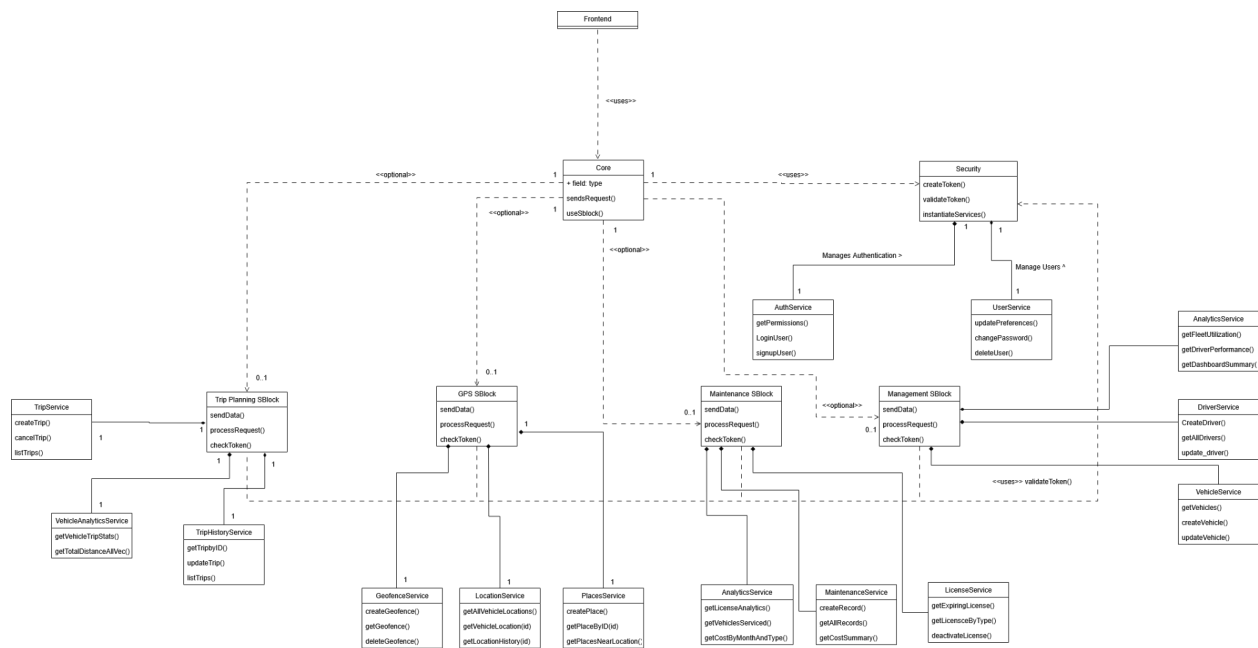 Frontend
<<uses>>
Core
+ field: type
sendsRequest()
useSblock()
<<optional>>
1
1
<<uses>>
1
<<optional>>
1
1
<<optional>>
Security
createToken()
validateToken()
instantiateServices()
1
1
Manages Authentication >
Manage Users ^
1
1
AuthService
getPermissions()
LoginUser()
signupUser()
UserService
updatePreferences()
changePassword()
deleteUser()
AnalyticsService
getFleetUtilization()
getDriverPerformance()
getDashboardSummary()
0..1
Trip Planning SBlock
sendData()
processRequest()
checkToken()
0..1
GPS SBlock
sendData()
processRequest()
checkToken()
1
0..1
Maintenance SBlock
sendData()
processRequest()
checkToken()
<<optional>>
0..1
Management SBlock
sendData()
processRequest()
checkToken()
TripService
createTrip()
cancelTrip()
listTrips()
1
1
1
1
DriverService
CreateDriver()
getAllDrivers()
update_driver()
<<uses>> validateToken()
VehicleService
getVehicles()
createVehicle()
updateVehicle()
1
VehicleAnalyticsService
getVehicleTripStats()
getTotalDistanceAllVec()
1
TripHistoryService
getTripbyID()
updateTrip()
listTrips()
1
GeofenceService
createGeofence()
getGeofence()
deleteGeofence()
1
LocationService
getAllVehicleLocations()
getVehicleLocation(id)
getLocationHistory(id)
1
PlacesService
createPlace()
getPlaceByID(id)
getPlacesNearLocation()
AnalyticsService
getLicenseAnalytics()
getVehiclesServiced()
getCostByMonthAndType()
MaintenanceService
createRecord()
getAllRecords()
getCostSummary()
LicenseService
getExpiringLicense()
getLicensceByType()
deactivateLicense()